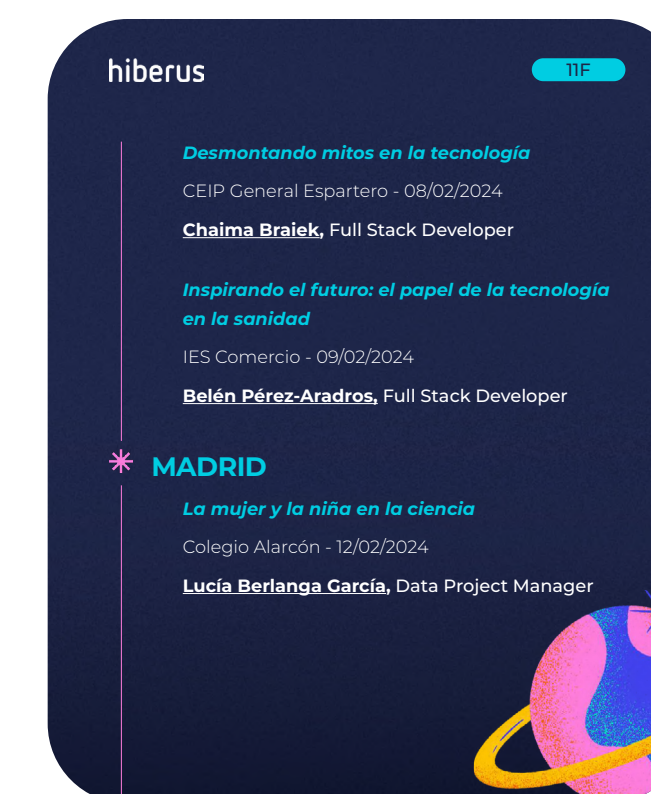 hiberus
11F
Desmontando mitos en la tecnología
CEIP General Espartero - 08/02/2024
Chaima Braiek, Full Stack Developer
Inspirando el futuro: el papel de la tecnología
en la sanidad
IES Comercio - 09/02/2024
Belén Pérez-Aradros, Full Stack Developer
MADRID
La mujer y la niña en la ciencia
Colegio Alarcón - 12/02/2024
Lucía Berlanga García, Data Project Manager